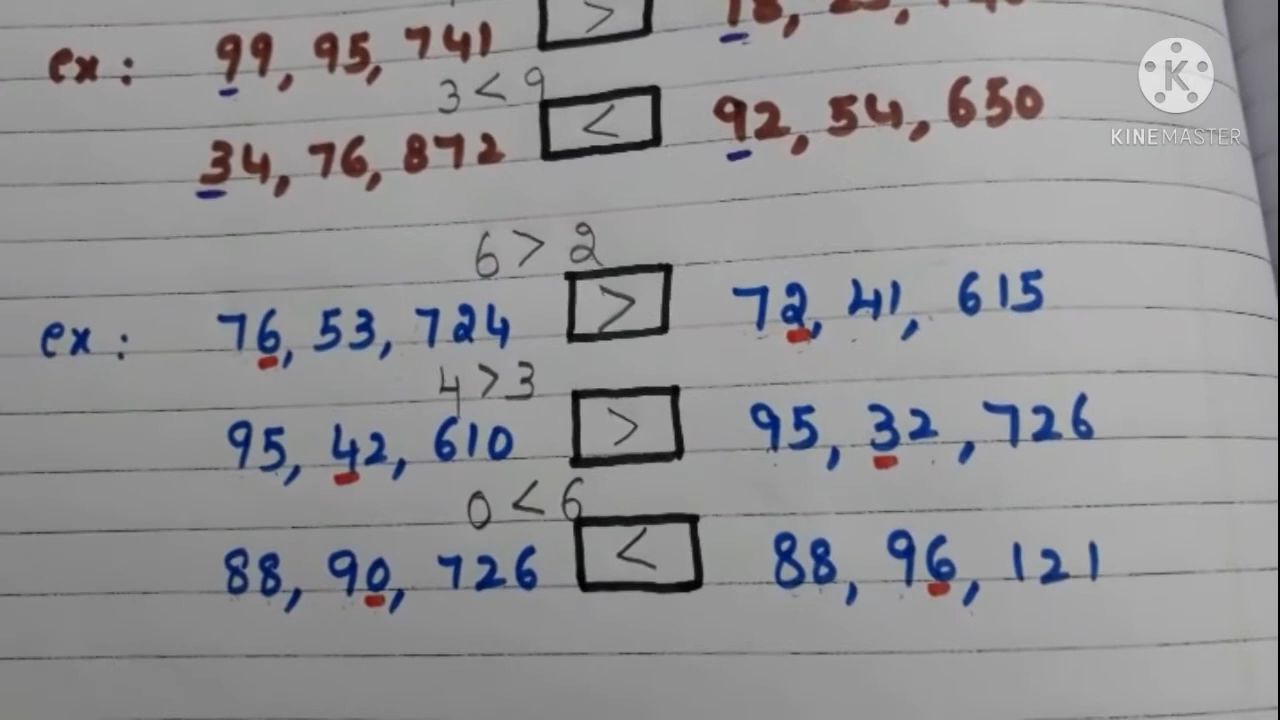 ex : 99, 95, 741 >
3 < 9
34, 76, 872 < 92, 54, 650
KINEMASTER
6 > 2
ex : 76, 53, 724 > 72, 41, 615
4 > 3
95, 42, 610 > 95, 32, 726
0 < 6
88, 90, 726 < 88, 96, 121